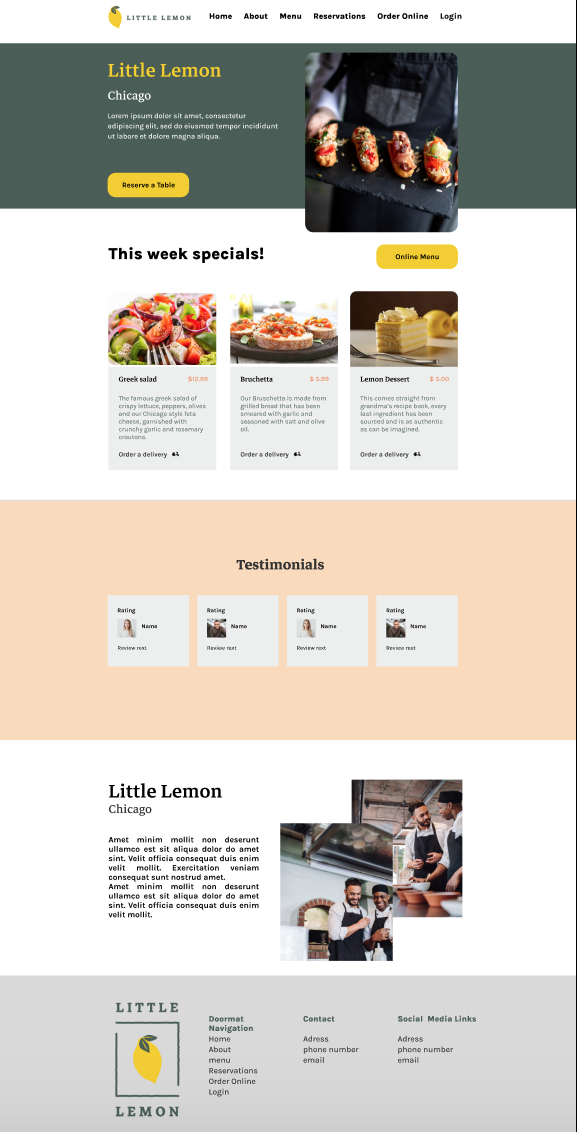 LITTLE LEMON
Home About Menu Reservations Order Online Login
Little Lemon
Chicago
Lorem ipsum dolor sit amet, consectetur
adipiscing elit, sed do eiusmod tempor incididunt
ut labore et dolore magna aliqua.
Reserve a Table
This week specials!
Online Menu
Greek salad $12.99
The famous greek salad of
crispy lettuce, peppers, olives
and our Chicago style feta
cheese, garnished with
crunchy garlic and rosemary
croutons.
Order a delivery
Bruchetta $ 5.99
Our Bruschetta is made from
grilled bread that has been
smeared with garlic and
seasoned with salt and olive
oil.
Order a delivery
Lemon Dessert $ 5.00
This comes straight from
grandma's recipe book, every
last ingredient has been
sourced and is as authentic
as can be imagined.
Order a delivery
Testimonials
Rating
Name
Review rext
Rating
Name
Review rext
Rating
Name
Review rext
Rating
Name
Review rext
Little Lemon
Chicago
Amet minim mollit non deserunt
ullamco est sit aliqua dolor do amet
sint. Velit officia consequat duis enim
velit mollit. Exercitation veniam
consequat sunt nostrud amet.
Amet minim mollit non deserunt
ullamco est sit aliqua dolor do amet
sint. Velit officia consequat duis enim
velit mollit.
LITTLE
LEMON
Doormat
Navigation
Home
About
menu
Reservations
Order Online
Login
Contact
Adress
phone number
email
Social Media Links
Adress
phone number
email